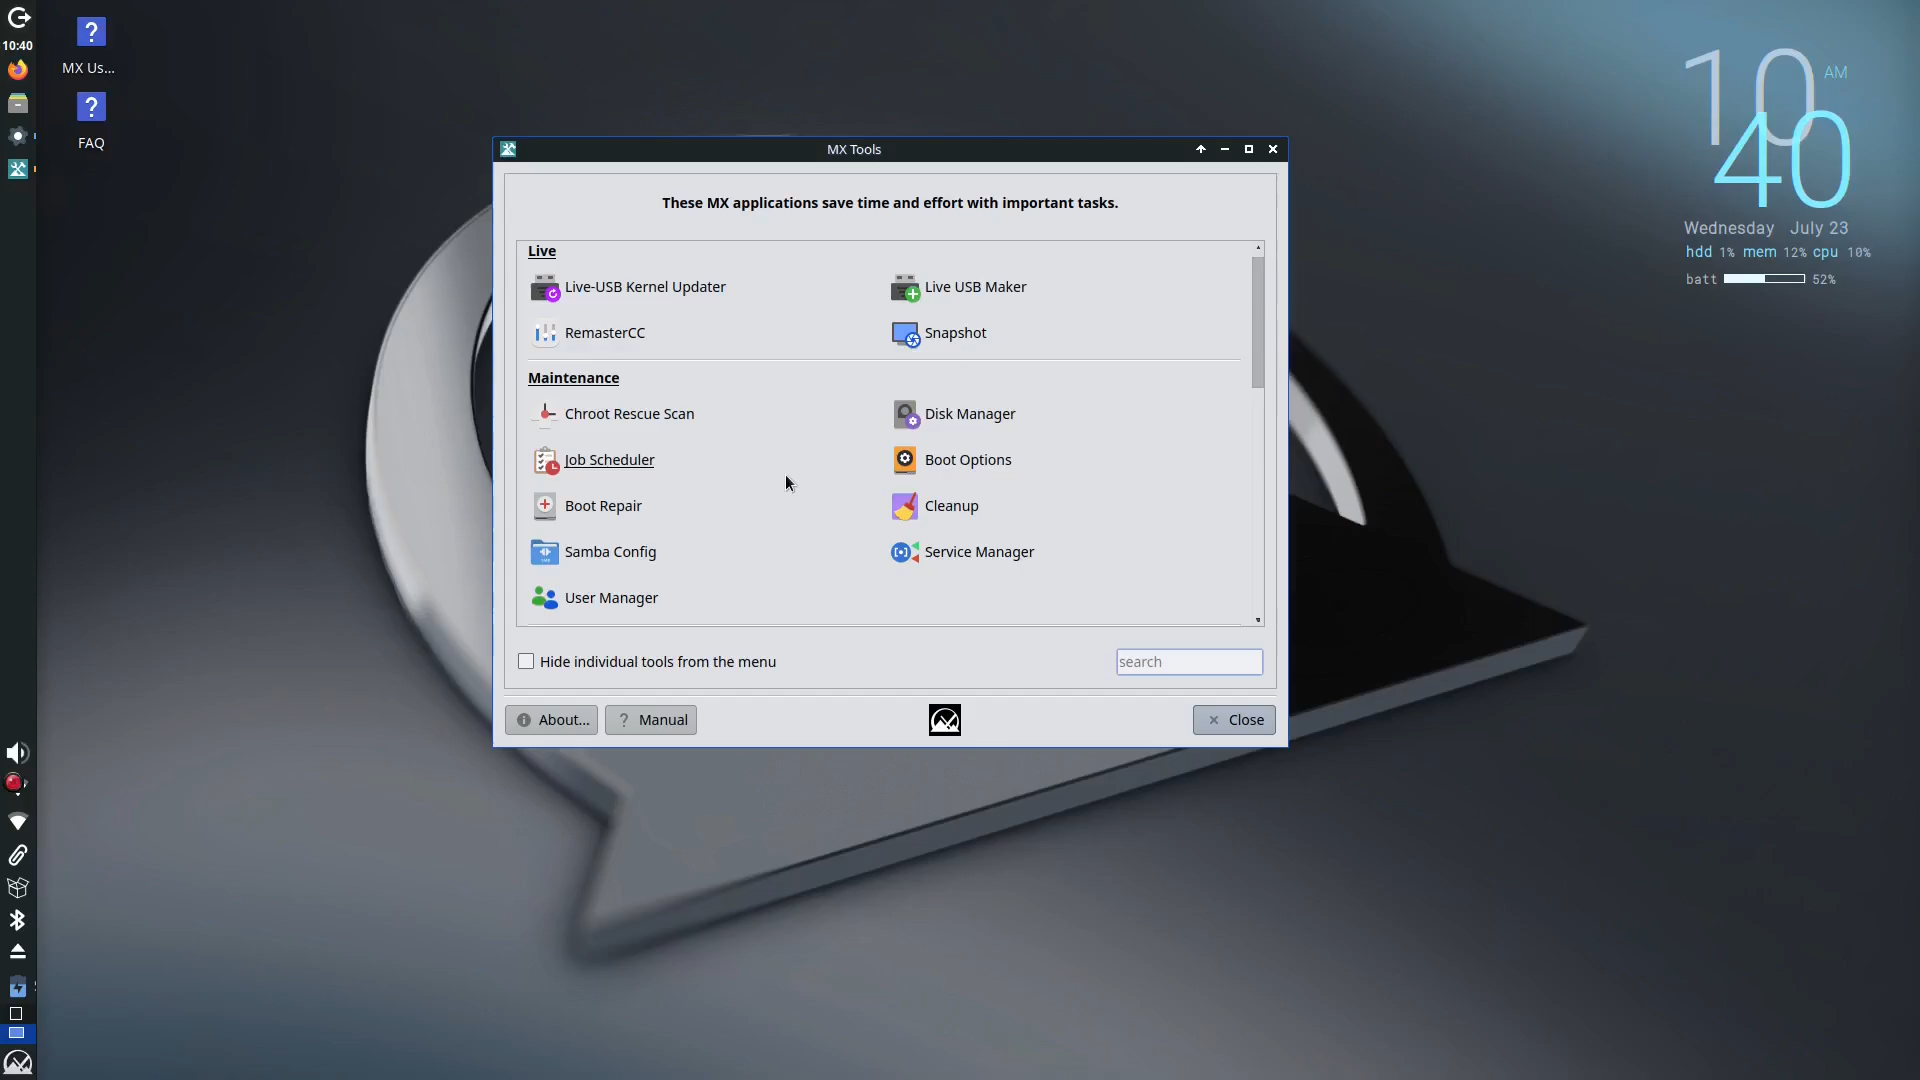 10:40
MX Us...
FAQ
MX Tools
These MX applications save time and effort with important tasks.
Live
Live-USB Kernel Updater
Live USB Maker
RemasterCC
Snapshot
Maintenance
Chroot Rescue Scan
Disk Manager
Job Scheduler
Boot Options
Boot Repair
Cleanup
Samba Config
Service Manager
User Manager
Hide individual tools from the menu
search
About...
Manual
Close
10 AM
40
Wednesday July 23
hdd 1% mem 12% cpu 10%
batt 52%